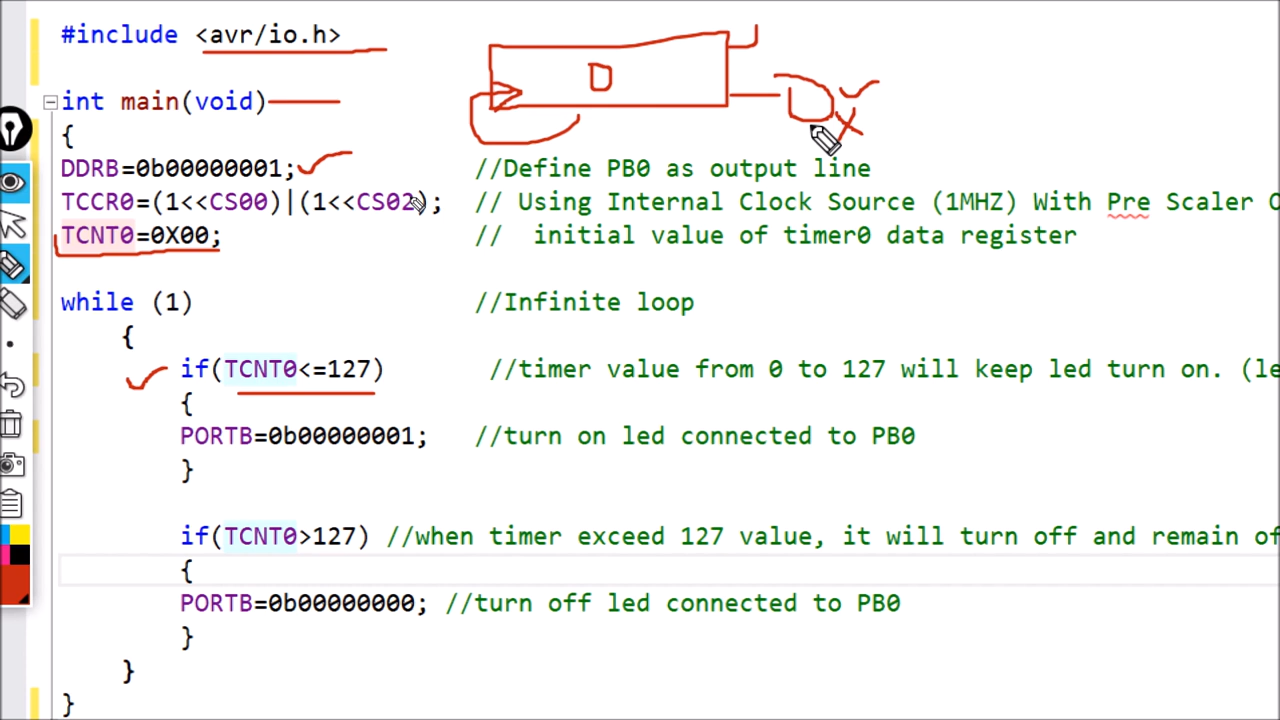 #include <avr/io.h>
int main(void)
{
DDRB=0b00000001; //Define PB0 as output line
TCCR0=(1<<CS00)|(1<<CS02); // Using Internal Clock Source (1MHZ) With Pre Scaler
TCNT0=0X00; // initial value of timer0 data register
while (1) //Infinite loop
{
if(TCNT0<=127) //timer value from 0 to 127 will keep led turn on. (le
{
PORTB=0b00000001; //turn on led connected to PB0
}
if(TCNT0>127) //when timer exceed 127 value, it will turn off and remain of
{
PORTB=0b00000000; //turn off led connected to PB0
}
}
}